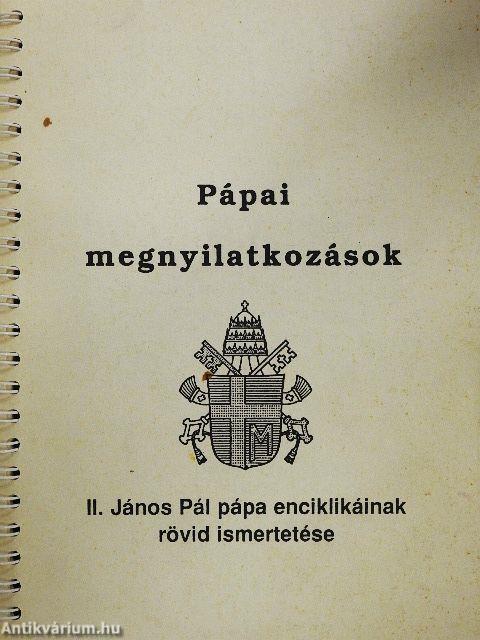 Pápai
megnyilatkozások
M
II. János Pál pápa enciklikáinak
rövid ismertetése
Antikvárium.hu